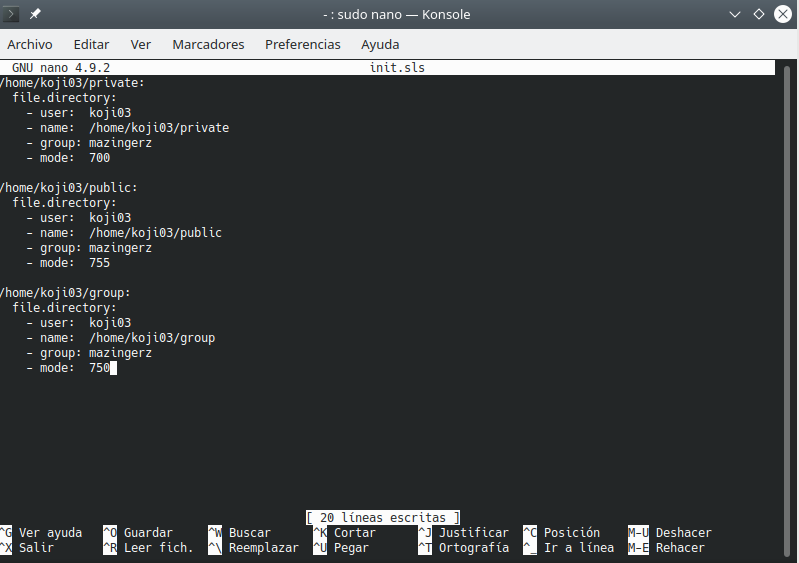 - : sudo nano — Konsole
Archivo Editar Ver Marcadores Preferencias Ayuda
GNU nano 4.9.2 init.sls
/home/koji03/private:
  file.directory:
    - user:  koji03
    - name:  /home/koji03/private
    - group: mazingerz
    - mode:  700

/home/koji03/public:
  file.directory:
    - user:  koji03
    - name:  /home/koji03/public
    - group: mazingerz
    - mode:  755

/home/koji03/group:
  file.directory:
    - user:  koji03
    - name:  /home/koji03/group
    - group: mazingerz
    - mode:  750
[ 20 líneas escritas ]
^G Ver ayuda ^O Guardar ^W Buscar ^K Cortar ^J Justificar ^C Posición M-U Deshacer
^X Salir ^R Leer fich. ^\ Reemplazar ^U Pegar ^T Ortografía ^_ Ir a línea M-E Rehacer